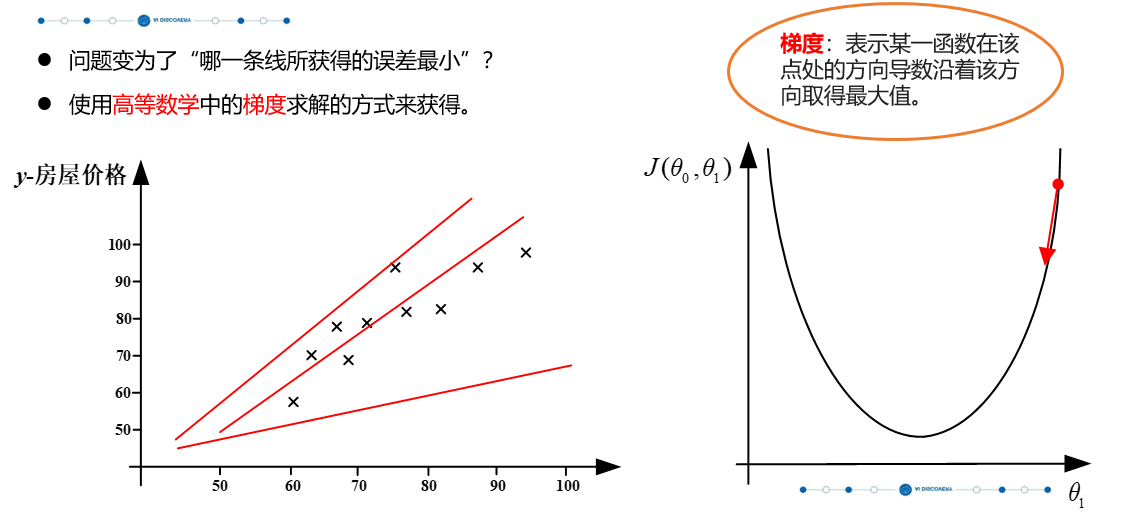 问题变为了“哪一条线所获得的误差最小”？
使用高等数学中的梯度求解的方式来获得。
梯度：表示某一函数在该
点处的方向导数沿着该方
向取得最大值。
y-房屋价格
100
90
80
70
60
50
50 60 70 80 90 100
J(θ₀,θ₁)
θ₁